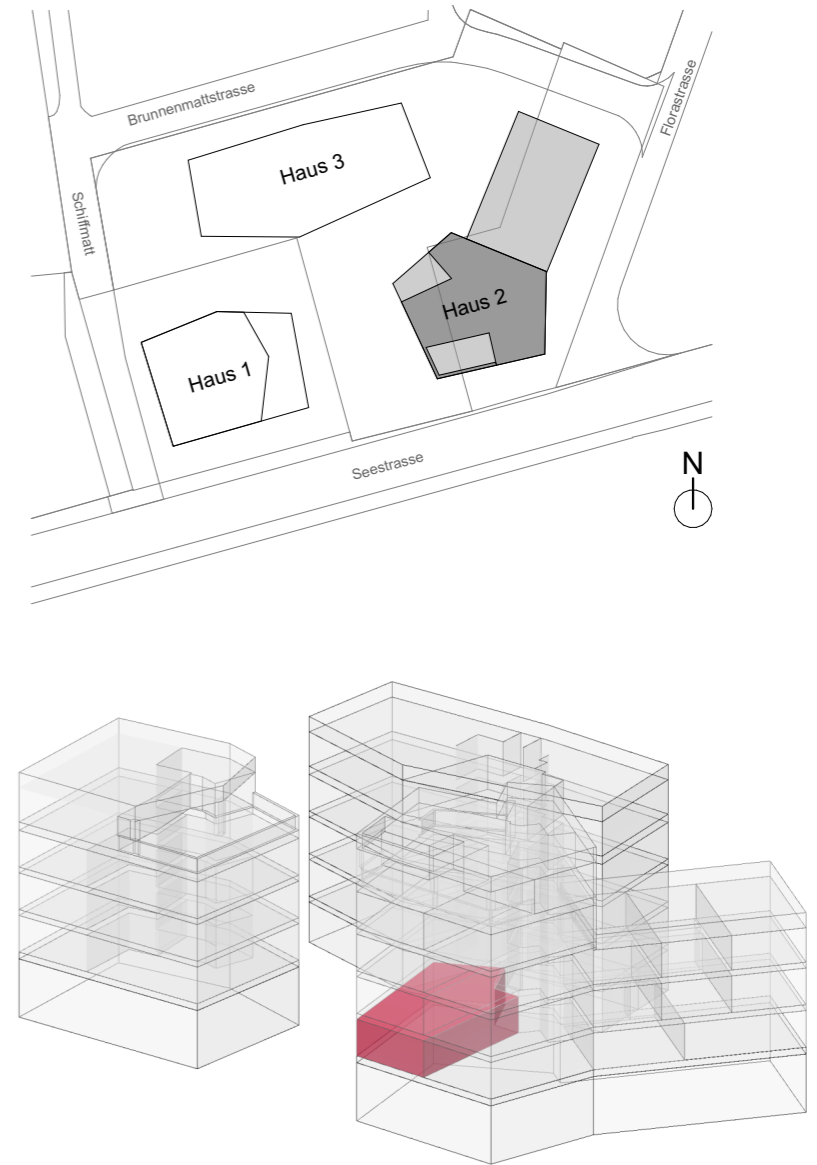 Brunnenmattstrasse
Florastrasse
Haus 3
Schiffmatt
Haus 2
Haus 1
Seestrasse
N